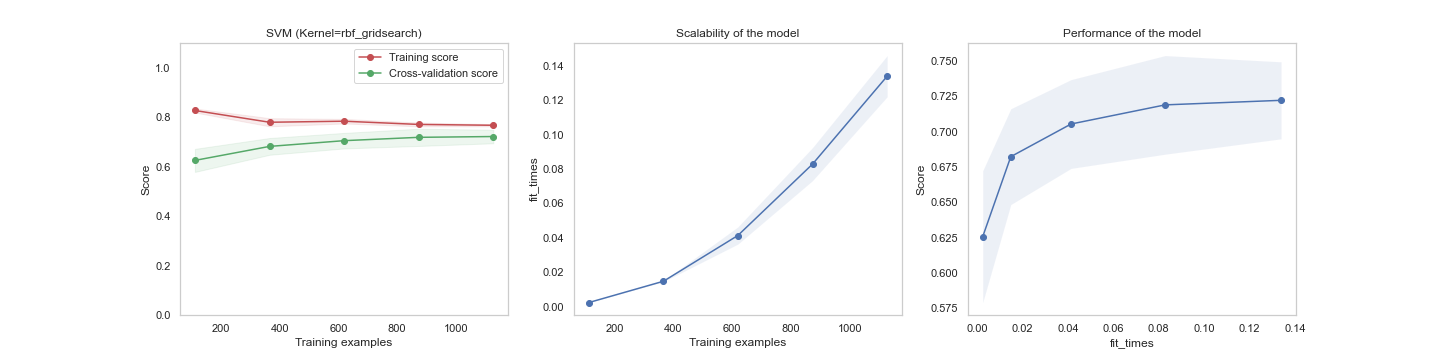 SVM (Kernel=rbf_gridsearch)
Training score
Cross-validation score
1.0
0.8
0.6
0.4
0.2
0.0
Score
200 400 600 800 1000
Training examples
Scalability of the model
0.14
0.12
0.10
0.08
0.06
0.04
0.02
0.00
fit_times
200 400 600 800 1000
Training examples
Performance of the model
0.750
0.725
0.700
0.675
0.650
0.625
0.600
0.575
Score
0.00 0.02 0.04 0.06 0.08 0.10 0.12 0.14
fit_times